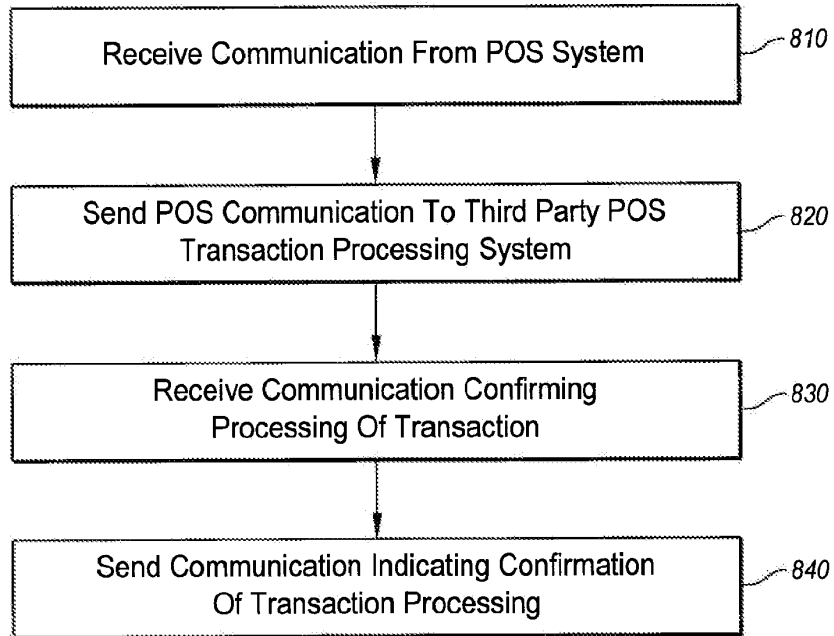 Receive Communication From POS System
810
Send POS Communication To Third Party POS
Transaction Processing System
820
Receive Communication Confirming
Processing Of Transaction
830
Send Communication Indicating Confirmation
Of Transaction Processing
840